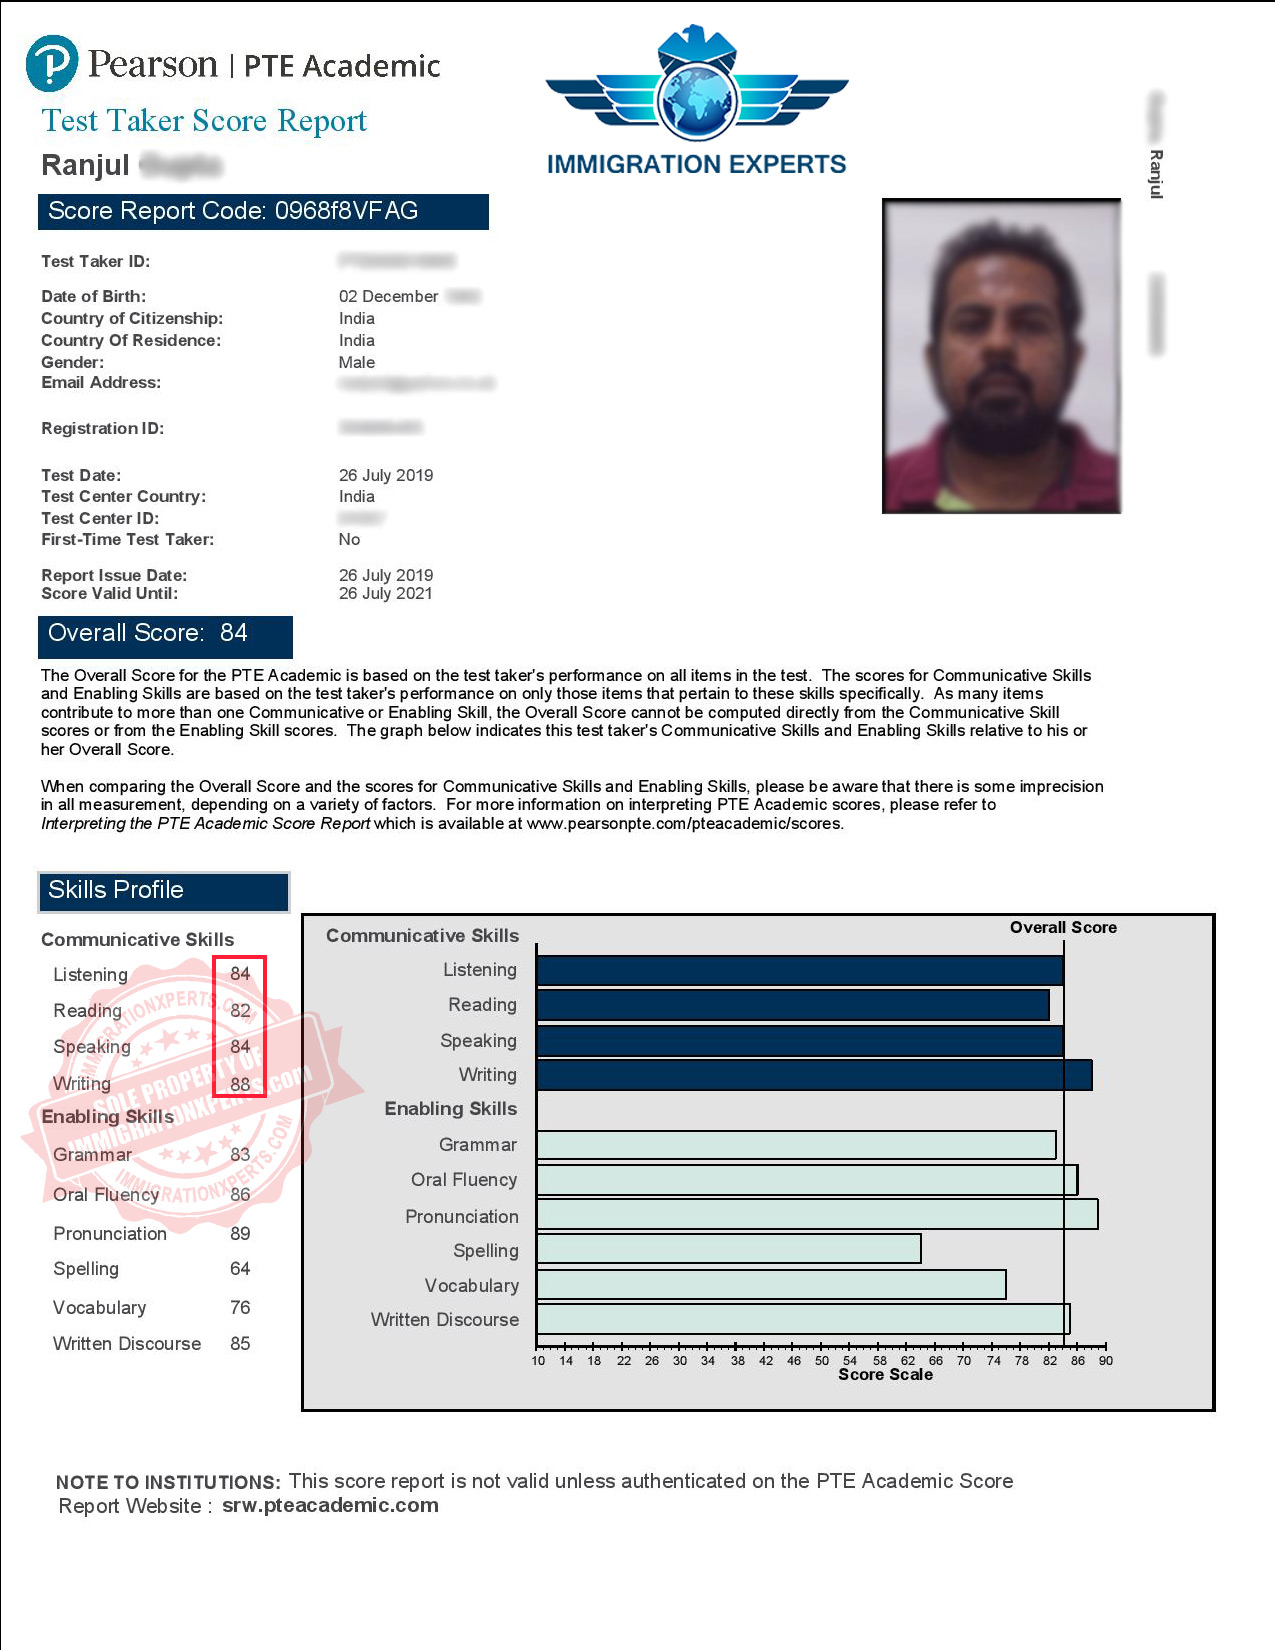 Pearson | PTE Academic
Test Taker Score Report
Ranjul
IMMIGRATION EXPERTS
Ranjul
Score Report Code: 0968f8VFAG
Test Taker ID:
Date of Birth: 02 December
Country of Citizenship: India
Country Of Residence: India
Gender: Male
Email Address:
Registration ID:
Test Date: 26 July 2019
Test Center Country: India
Test Center ID:
First-Time Test Taker: No
Report Issue Date: 26 July 2019
Score Valid Until: 26 July 2021
Overall Score: 84
The Overall Score for the PTE Academic is based on the test taker's performance on all items in the test. The scores for Communicative Skills
and Enabling Skills are based on the test taker's performance on only those items that pertain to these skills specifically. As many items
contribute to more than one Communicative or Enabling Skill, the Overall Score cannot be computed directly from the Communicative Skill
scores or from the Enabling Skill scores. The graph below indicates this test taker's Communicative Skills and Enabling Skills relative to his or
her Overall Score.
When comparing the Overall Score and the scores for Communicative Skills and Enabling Skills, please be aware that there is some imprecision
in all measurement, depending on a variety of factors. For more information on interpreting PTE Academic scores, please refer to
Interpreting the PTE Academic Score Report which is available at www.pearsonpte.com/pteacademic/scores.
Skills Profile
Communicative Skills
Listening 84
Reading 82
Speaking 84
Writing 88
Enabling Skills
Grammar 83
Oral Fluency 86
Pronunciation 89
Spelling 64
Vocabulary 76
Written Discourse 85
IMMIGRATIONXPERTS.COM
SOLE PROPERTY OF
IMMIGRATIONXPERTS.com
IMMIGRATIONXPERTS.COM
Overall Score
Communicative Skills
Listening
Reading
Speaking
Writing
Enabling Skills
Grammar
Oral Fluency
Pronunciation
Spelling
Vocabulary
Written Discourse
10 14 18 22 26 30 34 38 42 46 50 54 58 62 66 70 74 78 82 86 90
Score Scale
NOTE TO INSTITUTIONS: This score report is not valid unless authenticated on the PTE Academic Score
Report Website : srw.pteacademic.com